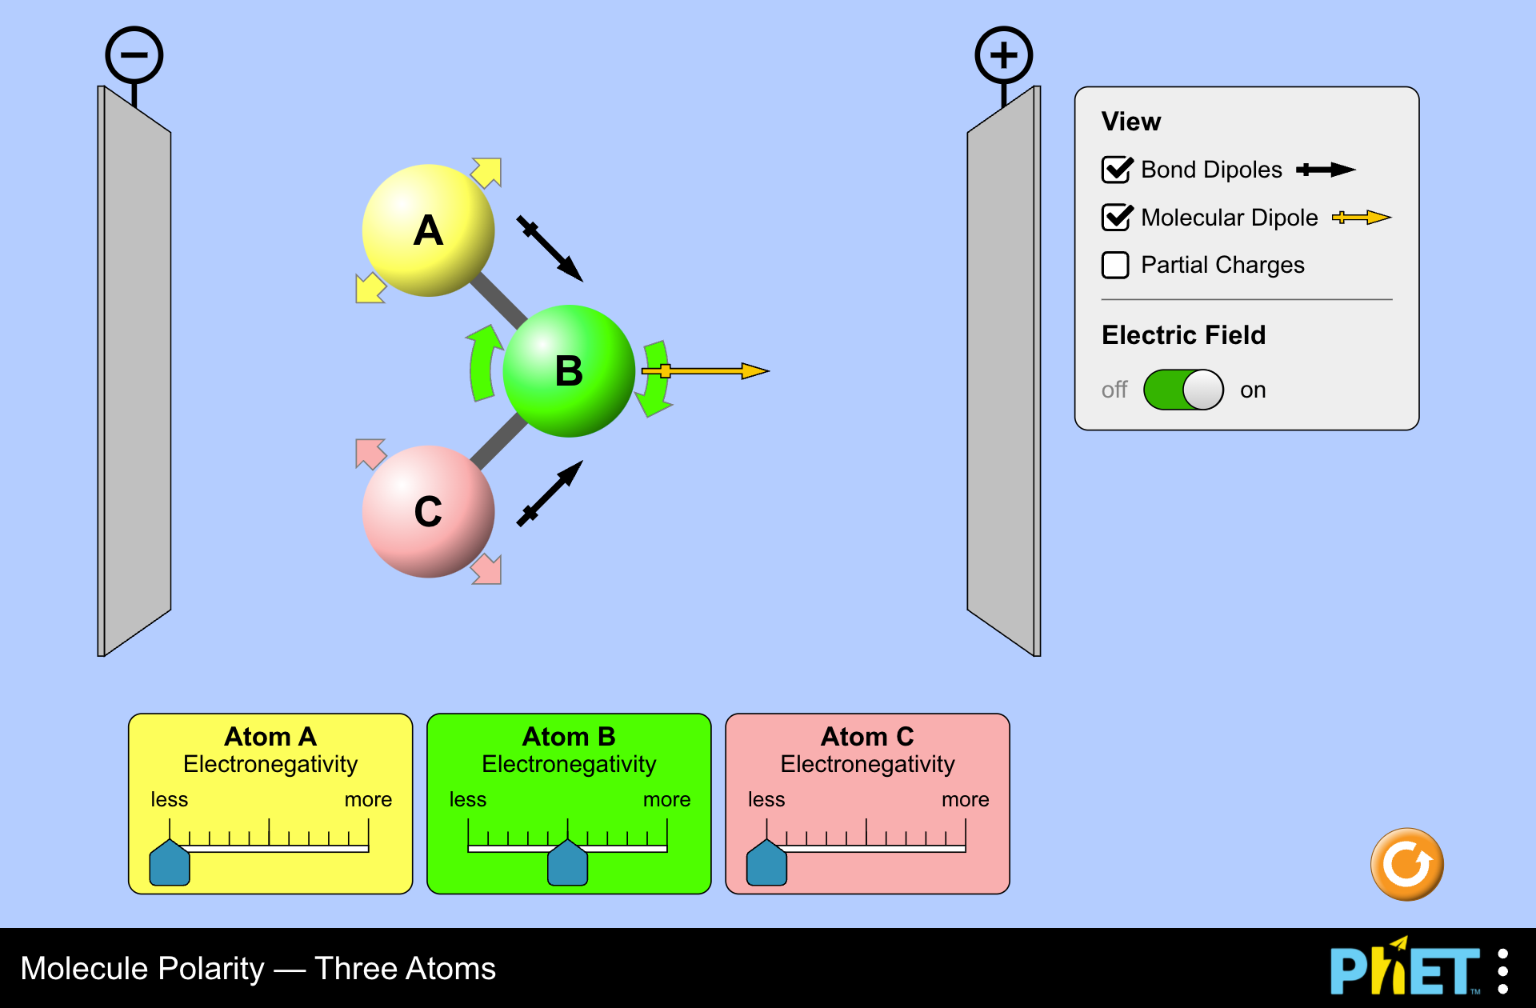 −
+
View
Bond Dipoles
Molecular Dipole
Partial Charges
Electric Field
off on
A
B
C
Atom A
Electronegativity
less more
Atom B
Electronegativity
less more
Atom C
Electronegativity
less more
Molecule Polarity — Three Atoms
PhET™